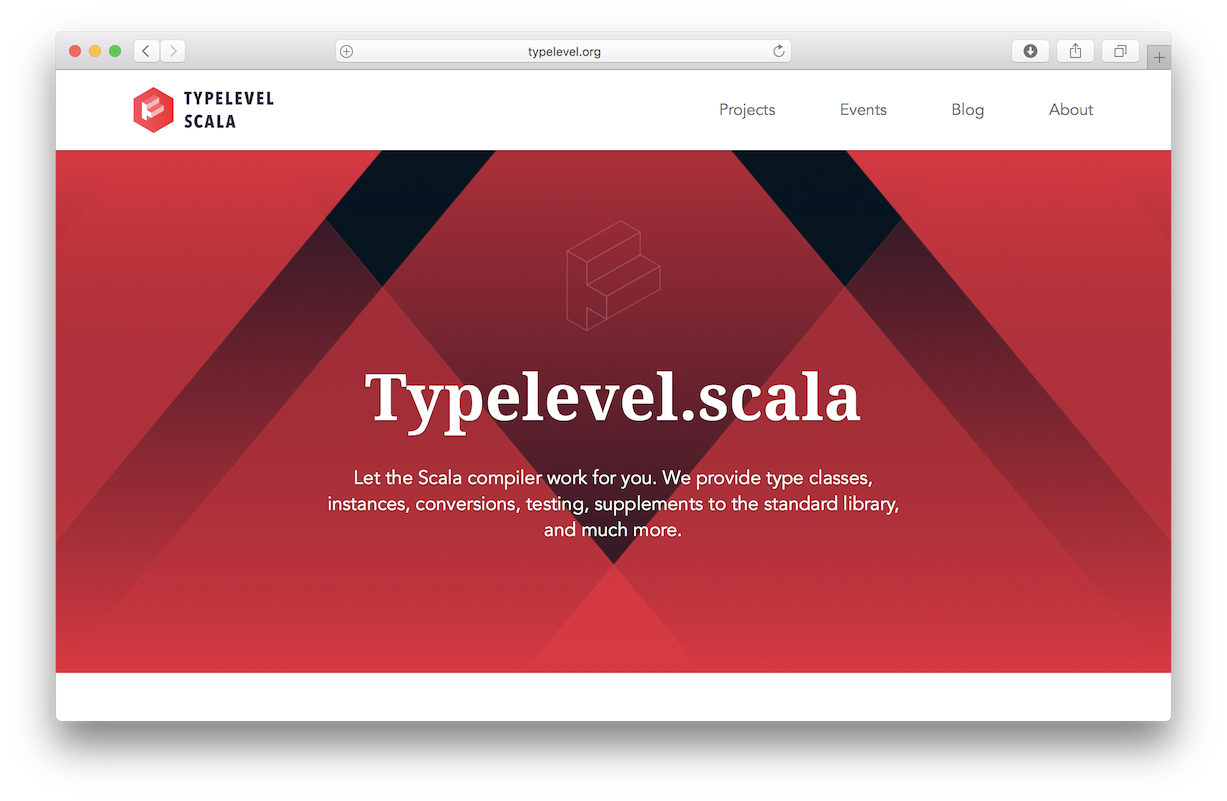 typelevel.org
TYPELEVEL
SCALA
Projects
Events
Blog
About
Typelevel.scala
Let the Scala compiler work for you. We provide type classes,
instances, conversions, testing, supplements to the standard library,
and much more.